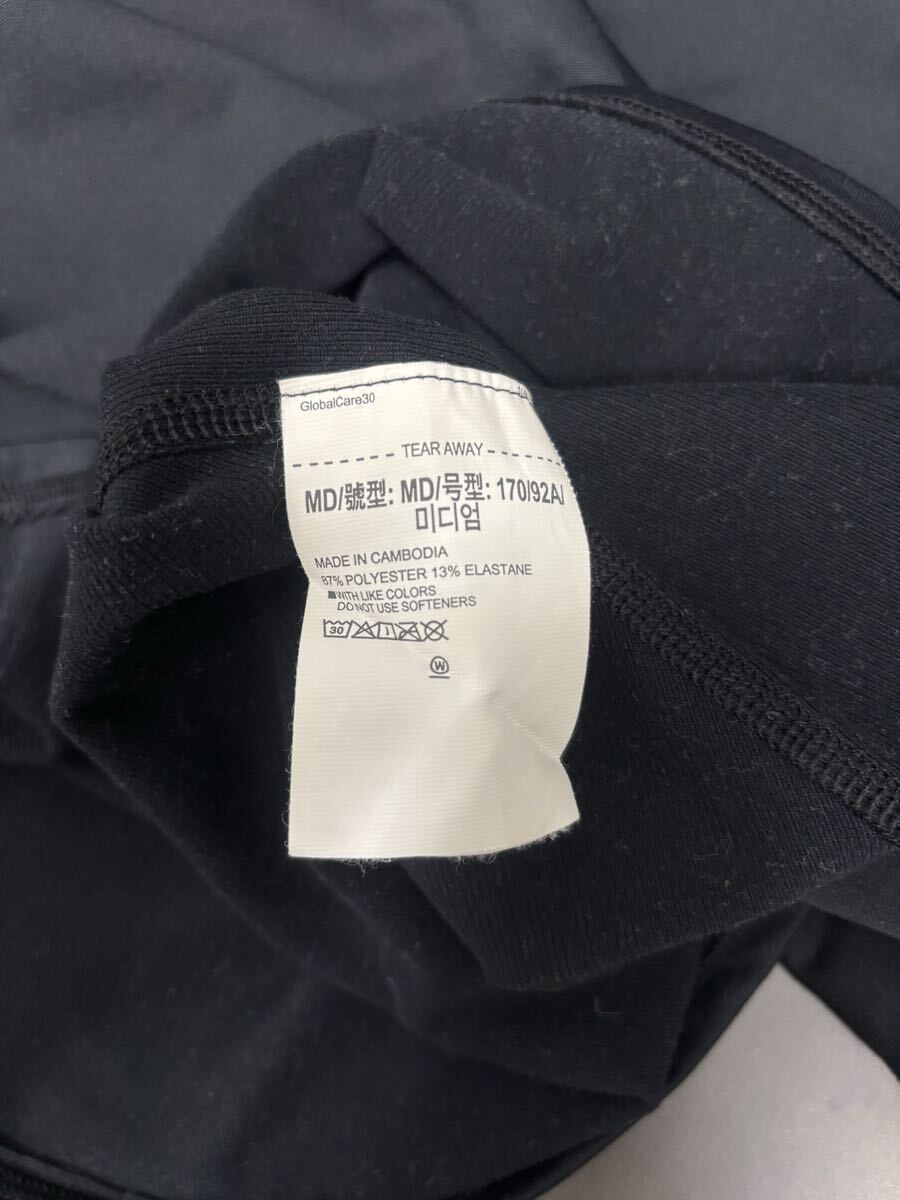 GlobalCare30
TEAR AWAY
MD/號型: MD/号型: 170/92A/
미디엄
MADE IN CAMBODIA
87% POLYESTER 13% ELASTANE
WITH LIKE COLORS
DO NOT USE SOFTENERS
30
W